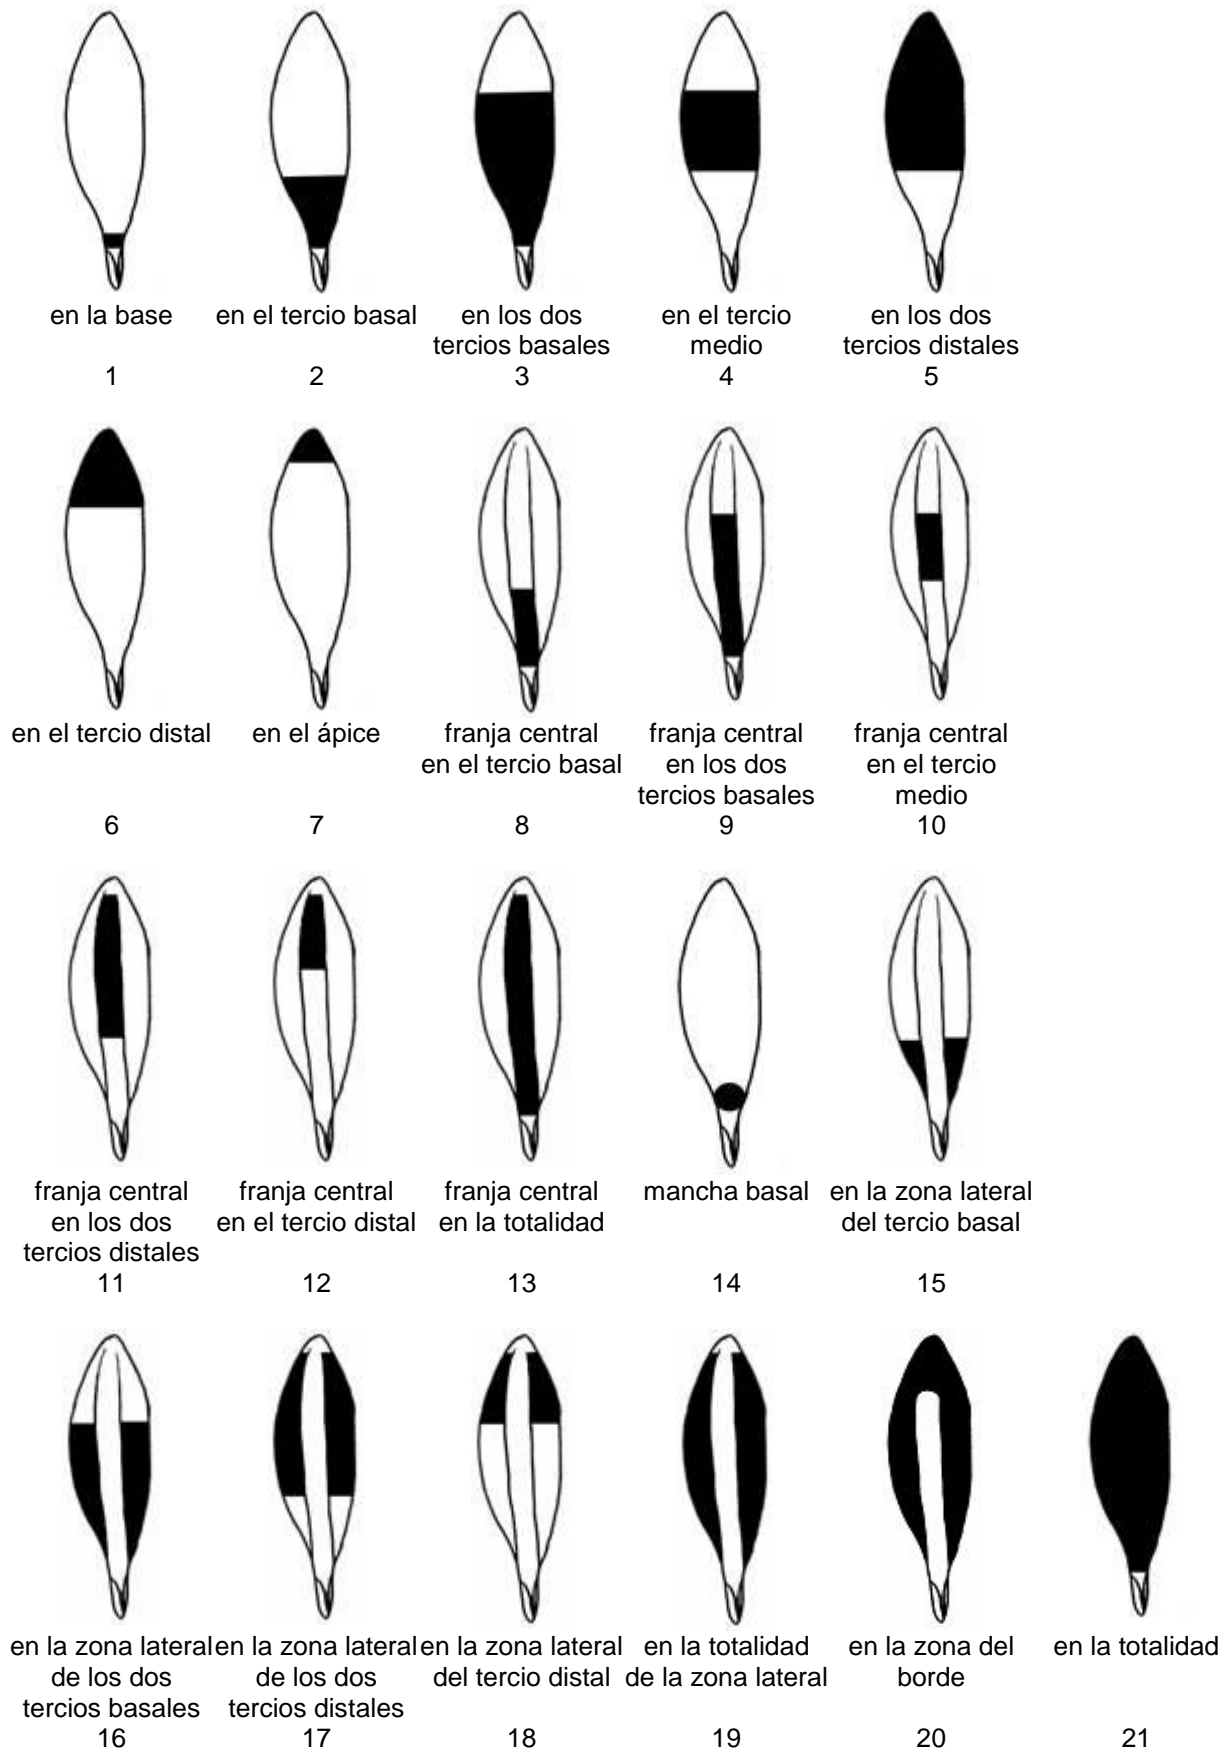 en la base
en el tercio basal
en los dos
tercios basales
en el tercio
medio
en los dos
tercios distales
1
2
3
4
5
en el tercio distal
en el ápice
franja central
en el tercio basal
franja central
en los dos
tercios basales
franja central
en el tercio
medio
6
7
8
9
10
franja central
en los dos
tercios distales
franja central
en el tercio distal
franja central
en la totalidad
mancha basal
en la zona lateral
del tercio basal
11
12
13
14
15
en la zona lateral
de los dos
tercios basales
en la zona lateral
de los dos
tercios distales
en la zona lateral
del tercio distal
en la totalidad
de la zona lateral
en la zona del
borde
en la totalidad
16
17
18
19
20
21